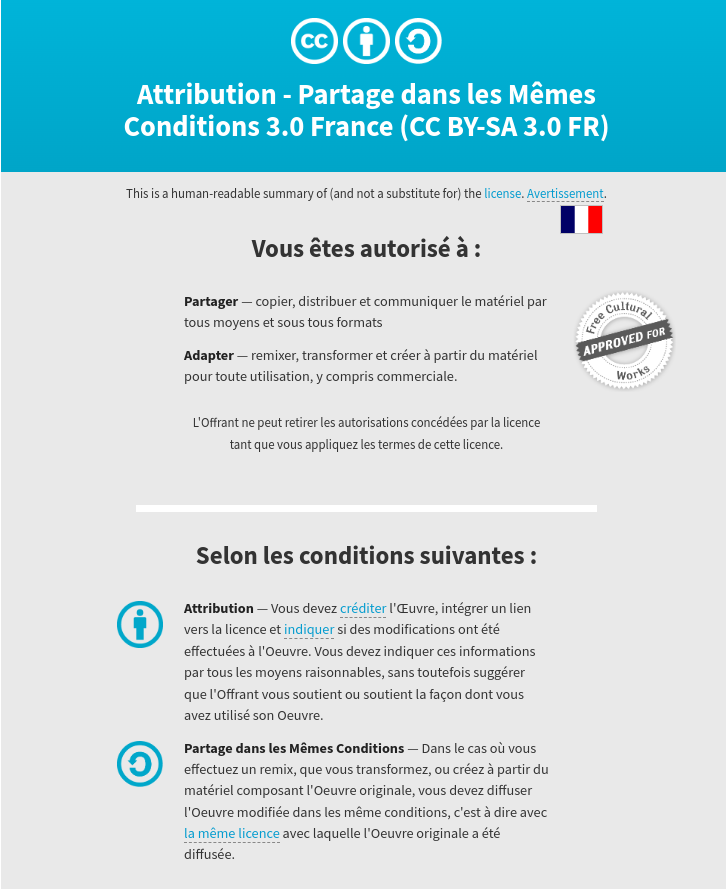 cc
Attribution - Partage dans les Mêmes
Conditions 3.0 France (CC BY-SA 3.0 FR)
This is a human-readable summary of (and not a substitute for) the license. Avertissement.
Vous êtes autorisé à :
Partager — copier, distribuer et communiquer le matériel par
tous moyens et sous tous formats
Adapter — remixer, transformer et créer à partir du matériel
pour toute utilisation, y compris commerciale.
Free Cultural
APPROVED FOR
Works
L'Offrant ne peut retirer les autorisations concédées par la licence
tant que vous appliquez les termes de cette licence.
Selon les conditions suivantes :
Attribution — Vous devez créditer l'Œuvre, intégrer un lien
vers la licence et indiquer si des modifications ont été
effectuées à l'Oeuvre. Vous devez indiquer ces informations
par tous les moyens raisonnables, sans toutefois suggérer
que l'Offrant vous soutient ou soutient la façon dont vous
avez utilisé son Oeuvre.
Partage dans les Mêmes Conditions — Dans le cas où vous
effectuez un remix, que vous transformez, ou créez à partir du
matériel composant l'Oeuvre originale, vous devez diffuser
l'Oeuvre modifiée dans les même conditions, c'est à dire avec
la même licence avec laquelle l'Oeuvre originale a été
diffusée.